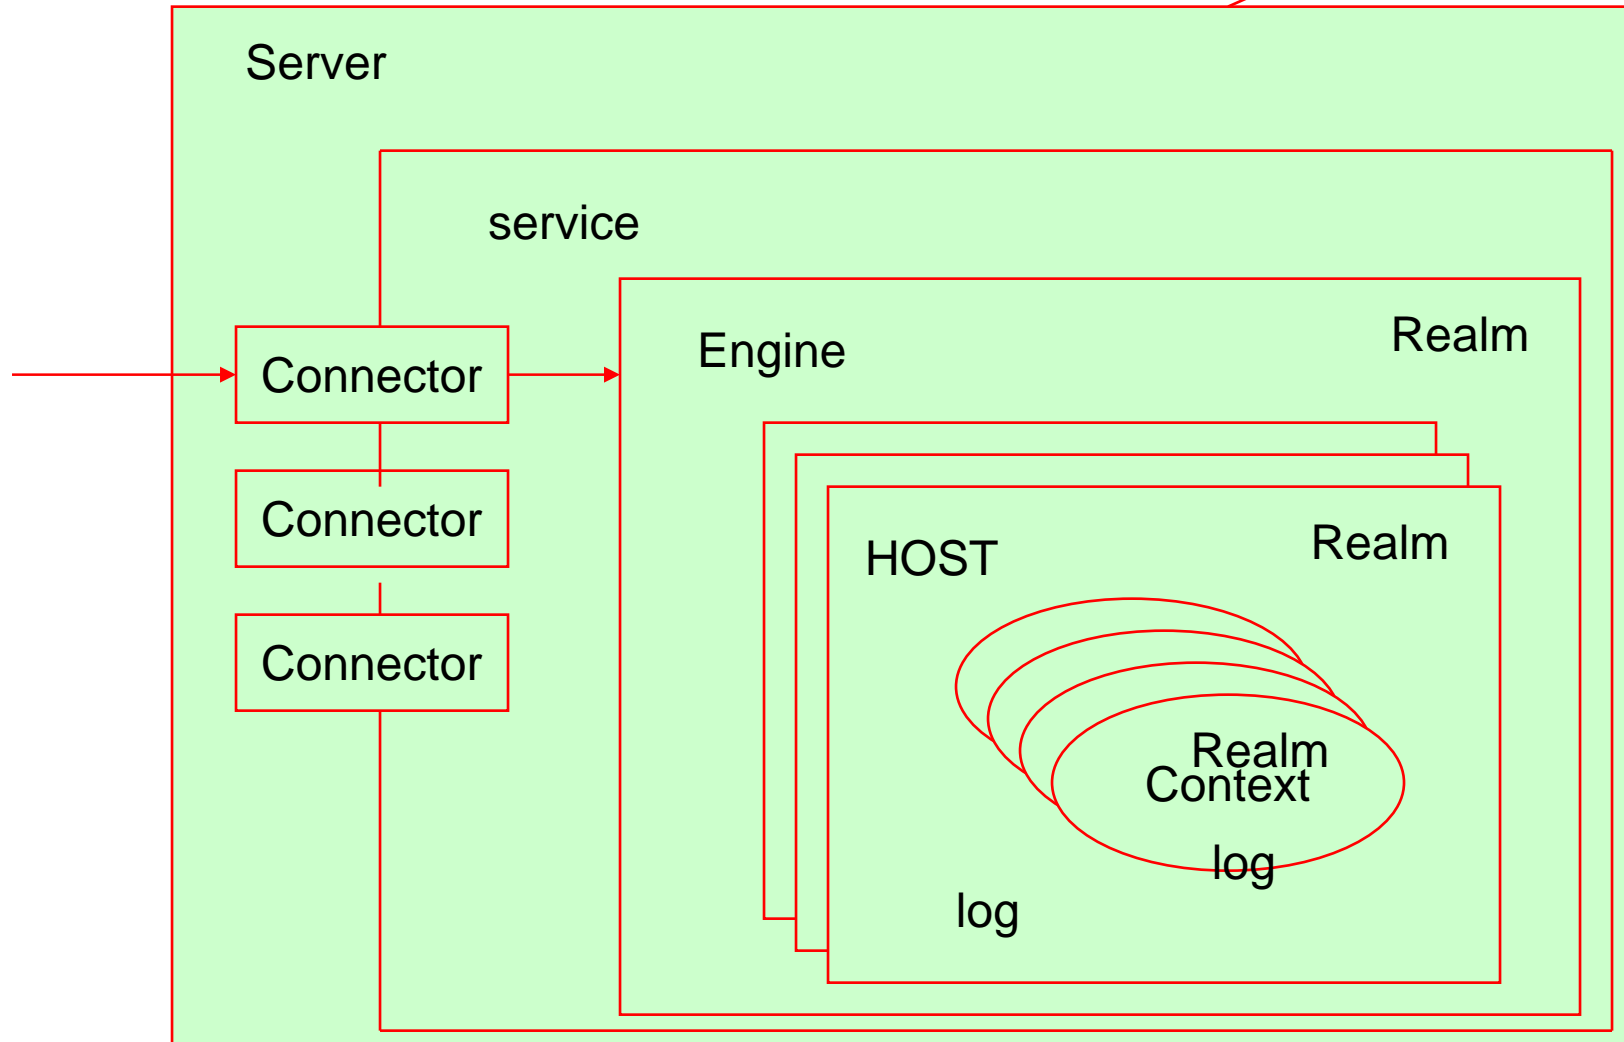 Server
service
Engine
Realm
Connector
Connector
Connector
HOST
Realm
Realm
Context
log
log